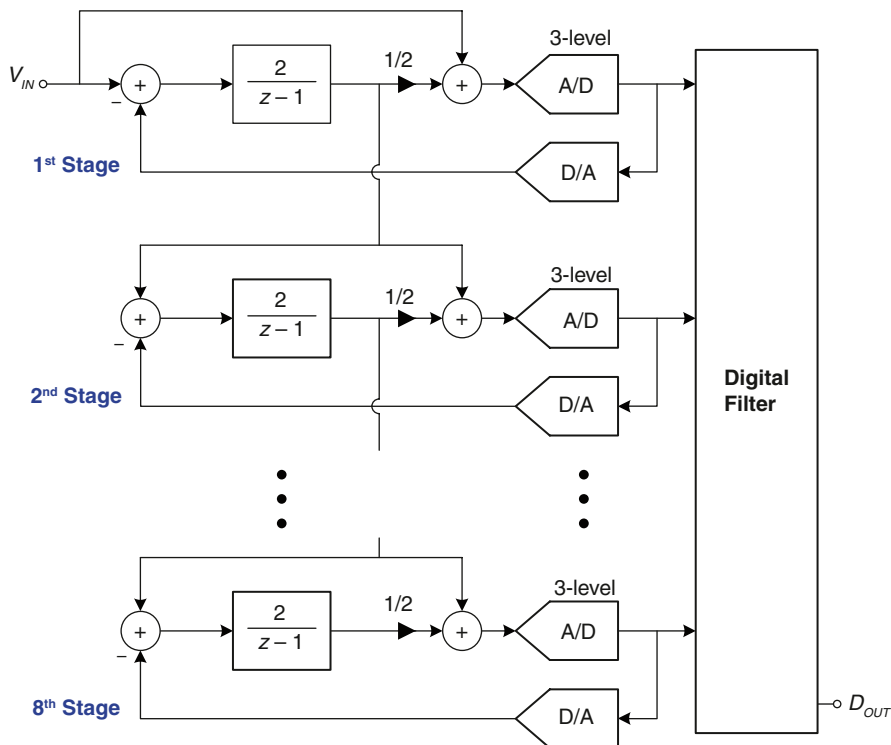 3-level
V_IN
+
2
z – 1
1/2
+
A/D
–
1st Stage
D/A
3-level
+
2
z – 1
1/2
+
A/D
–
2nd Stage
D/A
Digital
Filter
3-level
+
2
z – 1
1/2
+
A/D
–
8th Stage
D/A
D_OUT